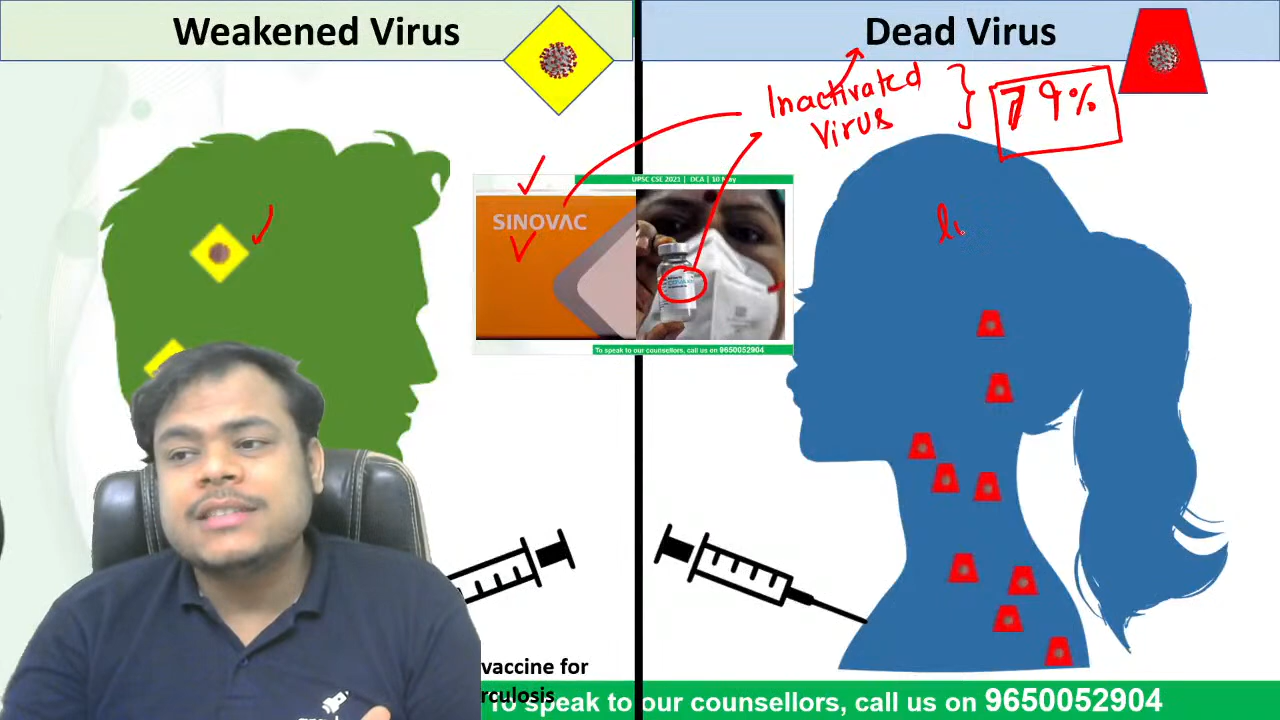 Weakened Virus
Dead Virus
Inactivated
Virus
79%
UPSC CSE 2021 | DCA | 10 May
SINOVAC
To speak to our counsellors, call us on 9650052904
vaccine for
rculosis
To speak to our counsellors, call us on 9650052904